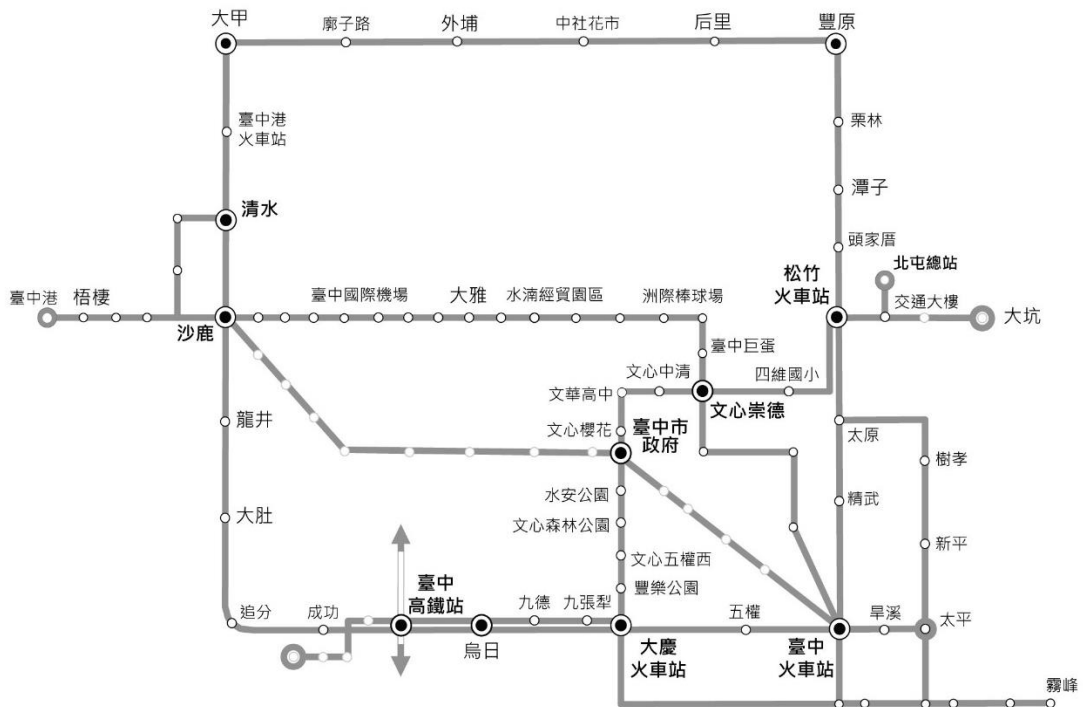 大甲
廓子路
外埔
中社花市
后里
豐原
臺中港
火車站
栗林
潭子
清水
頭家厝
北屯總站
松竹
火車站
臺中港
梧棲
臺中國際機場
大雅
水湳經貿園區
洲際棒球場
交通大樓
大坑
沙鹿
臺中巨蛋
文心中清
四維國小
文華高中
文心崇德
龍井
文心櫻花
臺中市
政府
太原
樹孝
水安公園
精武
大肚
文心森林公園
新平
文心五權西
臺中
高鐵站
豐樂公園
追分
成功
九德
九張犁
五權
旱溪
太平
烏日
大慶
火車站
臺中
火車站
霧峰